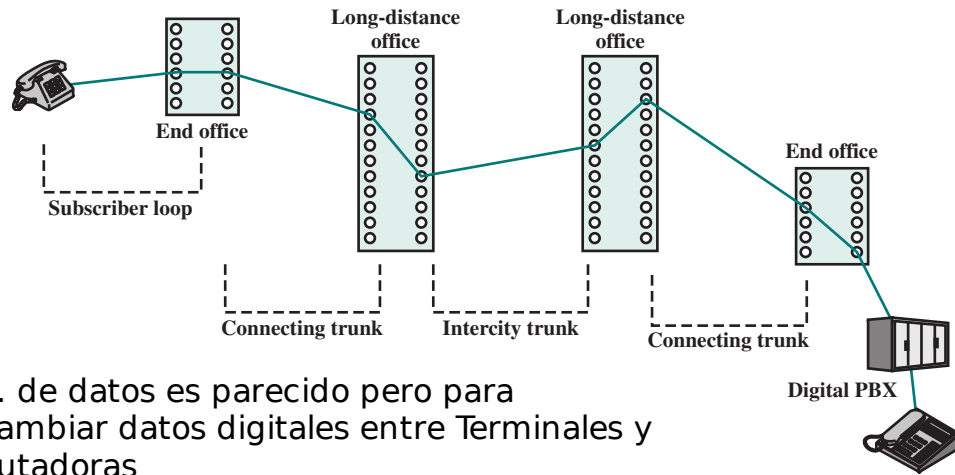 Long-distance
office
Long-distance
office
End office
End office
Subscriber loop
Connecting trunk
Intercity trunk
Connecting trunk
Digital PBX
. de datos es parecido pero para
ambiar datos digitales entre Terminales y
utadoras